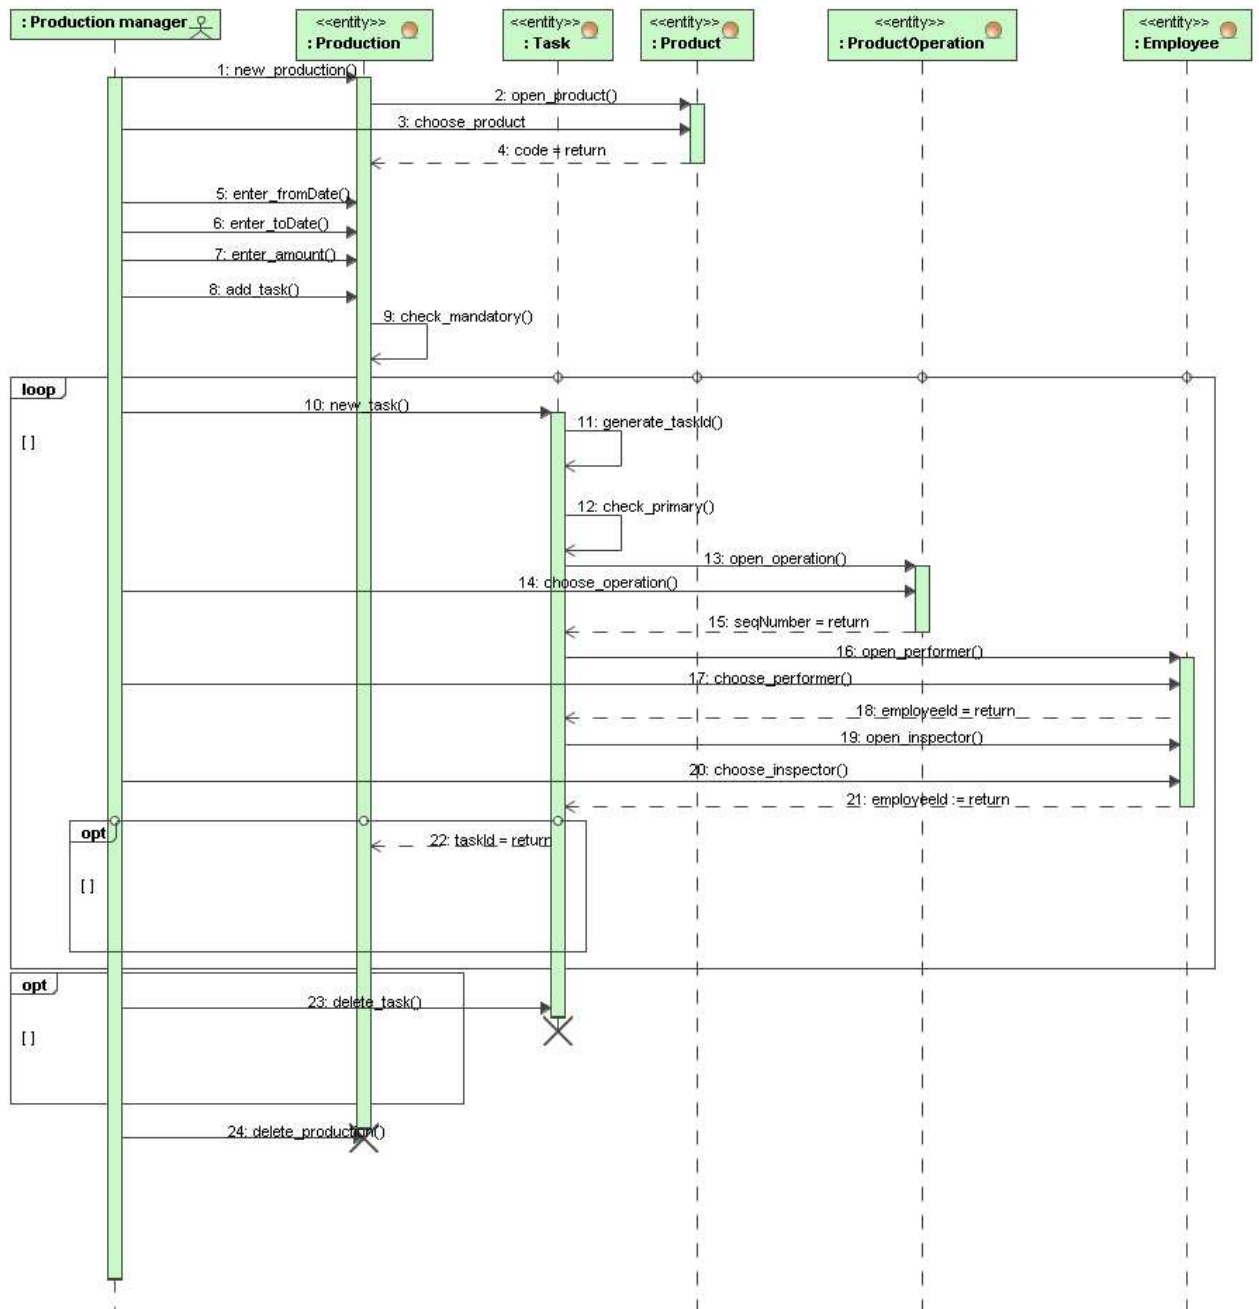 : Production manager
<<entity>>
: Production
<<entity>>
: Task
<<entity>>
: Product
<<entity>>
: ProductOperation
<<entity>>
: Employee
1: new_production()
2: open_product()
3: choose_product
4: code = return
5: enter_fromDate()
6: enter_toDate()
7: enter_amount()
8: add_task()
9: check_mandatory()
loop
10: new_task()
11: generate_taskId()
[ ]
12: check_primary()
13: open_operation()
14: choose_operation()
15: seqNumber = return
16: open_performer()
17: choose_performer()
18: employeeId = return
19: open_inspector()
20: choose_inspector()
21: employeeId := return
opt
22: taskId = return
[ ]
opt
23: delete_task()
[ ]
24: delete_production()